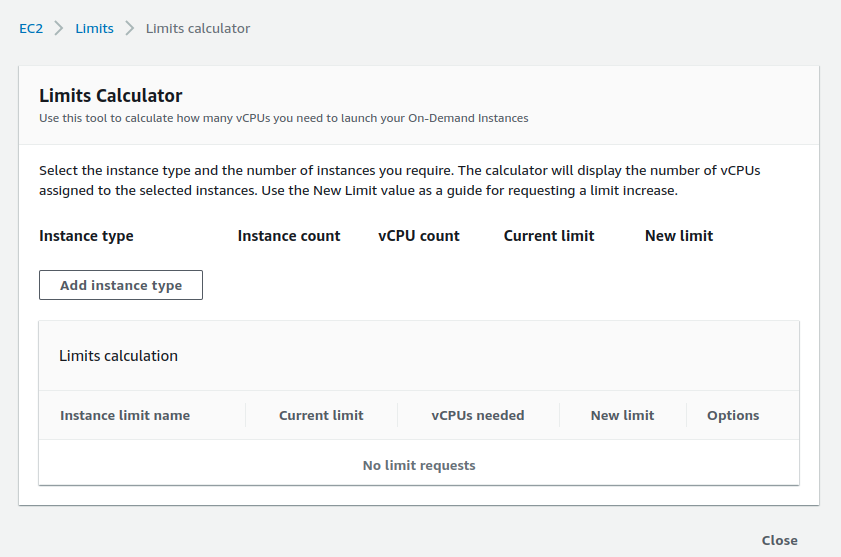 EC2 > Limits > Limits calculator
Limits Calculator
Use this tool to calculate how many vCPUs you need to launch your On-Demand Instances
Select the instance type and the number of instances you require. The calculator will display the number of vCPUs
assigned to the selected instances. Use the New Limit value as a guide for requesting a limit increase.
Instance type Instance count vCPU count Current limit New limit
Add instance type
Limits calculation
Instance limit name Current limit vCPUs needed New limit Options
No limit requests
Close